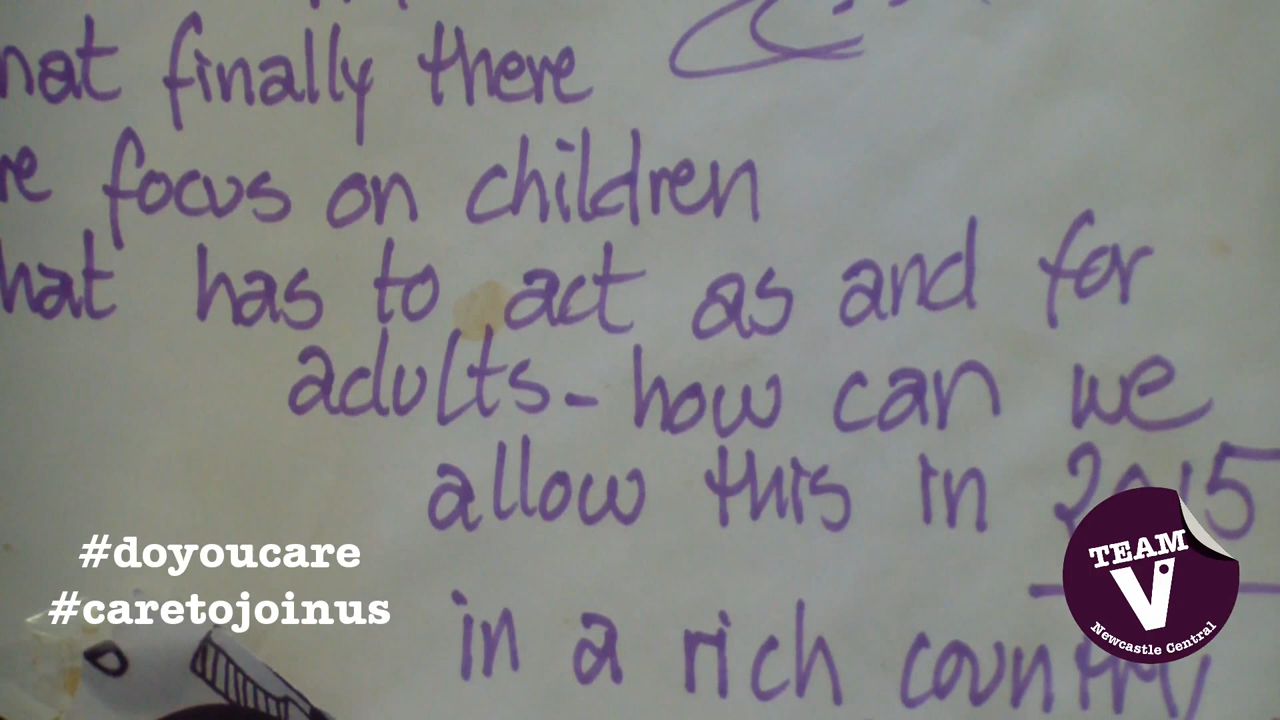 nat finally there
re focus on children
hat has to act as and for
adults - how can we
allow this in 2015
in a rich country
#doyoucare
#caretojoinus
TEAM
V
Newcastle Central